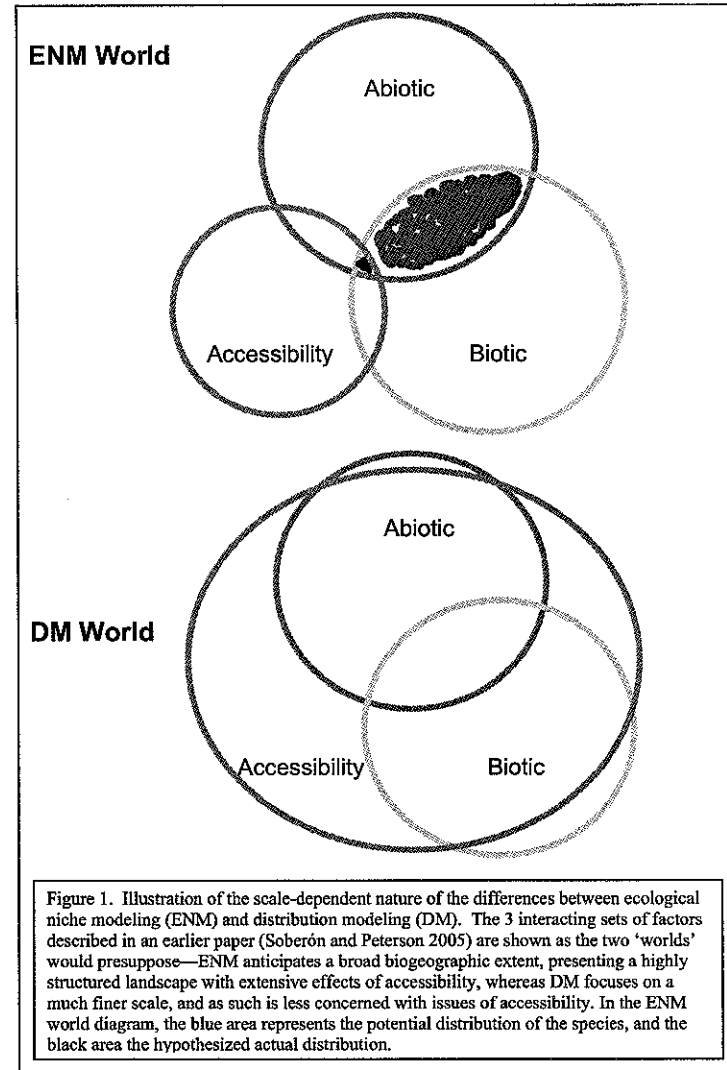 ENM World
Abiotic
Accessibility
Biotic
Abiotic
DM World
Accessibility
Biotic
Figure 1. Illustration of the scale-dependent nature of the differences between ecological
niche modeling (ENM) and distribution modeling (DM). The 3 interacting sets of factors
described in an earlier paper (Soberón and Peterson 2005) are shown as the two ‘worlds’
would presuppose—ENM anticipates a broad biogeographic extent, presenting a highly
structured landscape with extensive effects of accessibility, whereas DM focuses on a
much finer scale, and as such is less concerned with issues of accessibility. In the ENM
world diagram, the blue area represents the potential distribution of the species, and the
black area the hypothesized actual distribution.